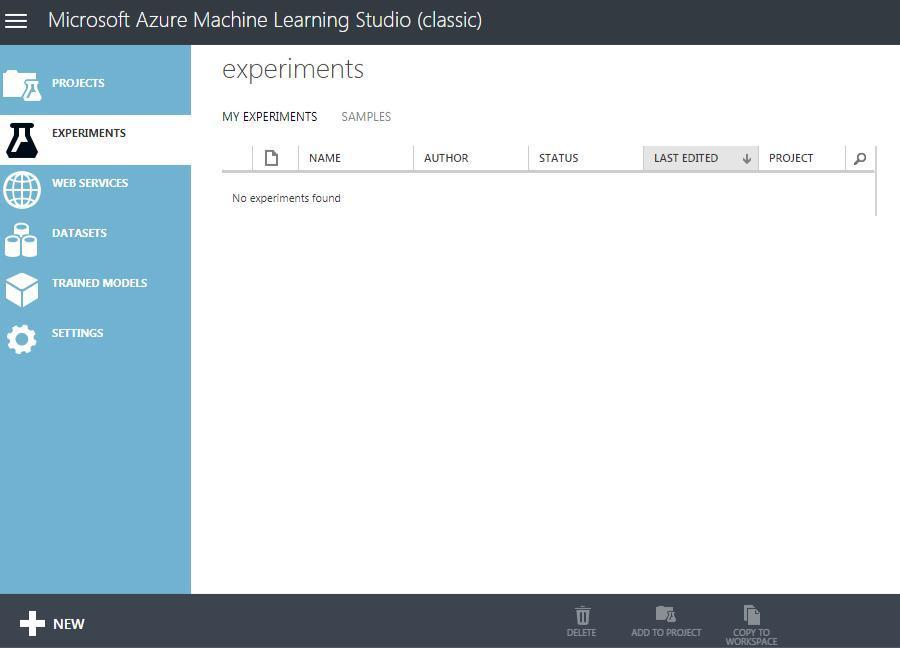 Microsoft Azure Machine Learning Studio (classic)
PROJECTS
EXPERIMENTS
WEB SERVICES
DATASETS
TRAINED MODELS
SETTINGS
experiments
MY EXPERIMENTS SAMPLES
NAME AUTHOR STATUS LAST EDITED PROJECT
No experiments found
NEW
DELETE
ADD TO PROJECT
COPY TO
WORKSPACE